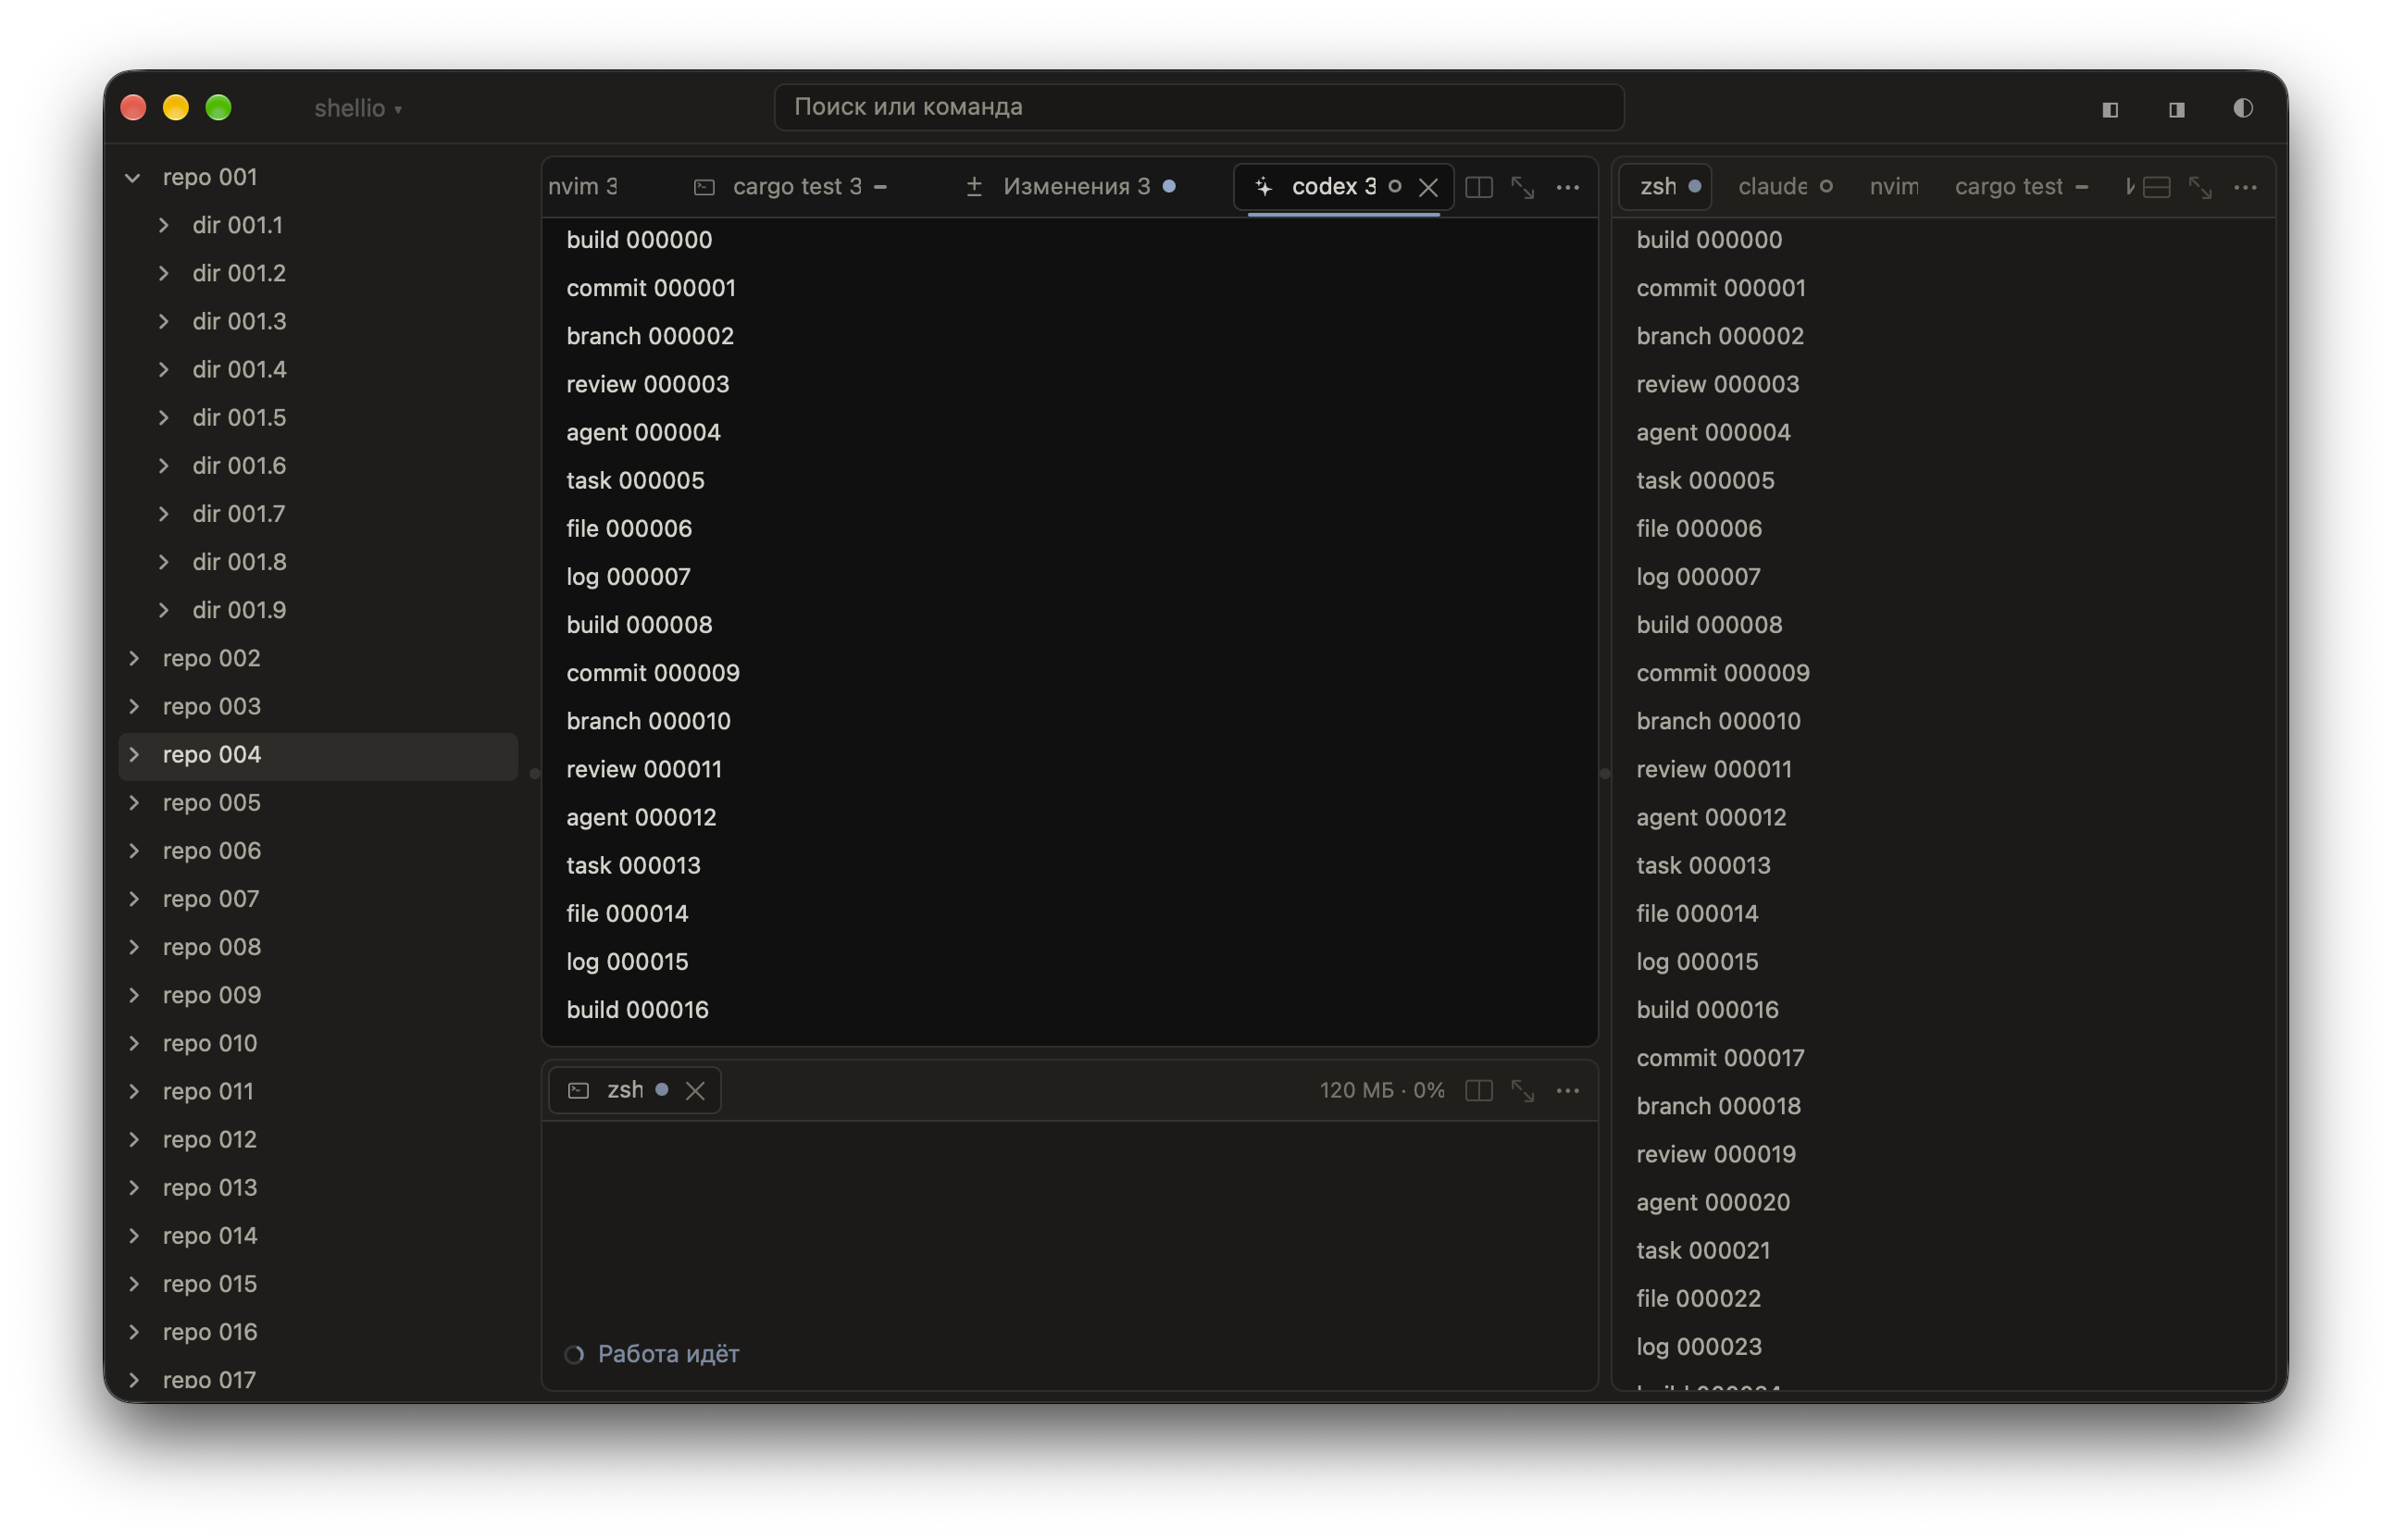 shellio
Поиск или команда
repo 001
dir 001.1
dir 001.2
dir 001.3
dir 001.4
dir 001.5
dir 001.6
dir 001.7
dir 001.8
dir 001.9
repo 002
repo 003
repo 004
repo 005
repo 006
repo 007
repo 008
repo 009
repo 010
repo 011
repo 012
repo 013
repo 014
repo 015
repo 016
repo 017
nvim 3 cargo test 3 Изменения 3 codex 3
build 000000
commit 000001
branch 000002
review 000003
agent 000004
task 000005
file 000006
log 000007
build 000008
commit 000009
branch 000010
review 000011
agent 000012
task 000013
file 000014
log 000015
build 000016
zsh 120 МБ · 0%
Работа идёт
zsh claude nvim cargo test
build 000000
commit 000001
branch 000002
review 000003
agent 000004
task 000005
file 000006
log 000007
build 000008
commit 000009
branch 000010
review 000011
agent 000012
task 000013
file 000014
log 000015
build 000016
commit 000017
branch 000018
review 000019
agent 000020
task 000021
file 000022
log 000023